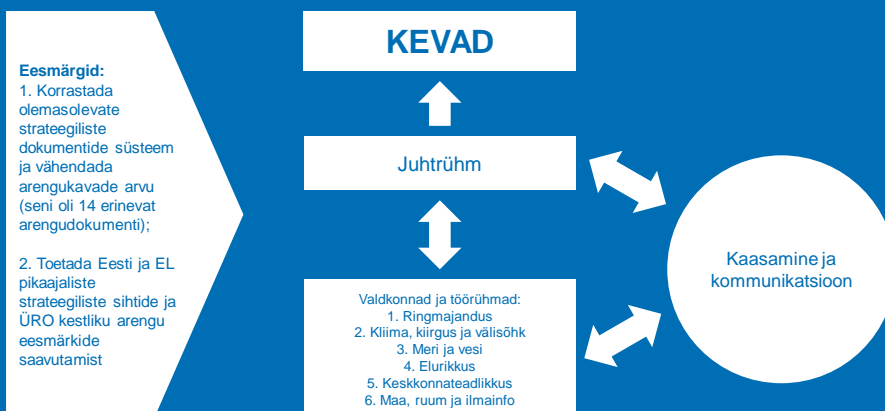 Eesmärgid:
1. Korrastada
olemasolevate
strateegiliste
dokumentide süsteem
ja vähendada
arengukavade arvu
(seni oli 14 erinevat
arengudokumenti);
2. Toetada Eesti ja EL
pikaajaliste
strateegiliste sihtide ja
ÜRO kestliku arengu
eesmärkide
saavutamist
KEVAD
Juhtrühm
Valdkonnad ja töörühmad:
1. Ringmajandus
2. Kliima, kiirgus ja välisõhk
3. Meri ja vesi
4. Elurikkus
5. Keskkonnateadlikkus
6. Maa, ruum ja ilmainfo
Kaasamine ja
kommunikatsioon